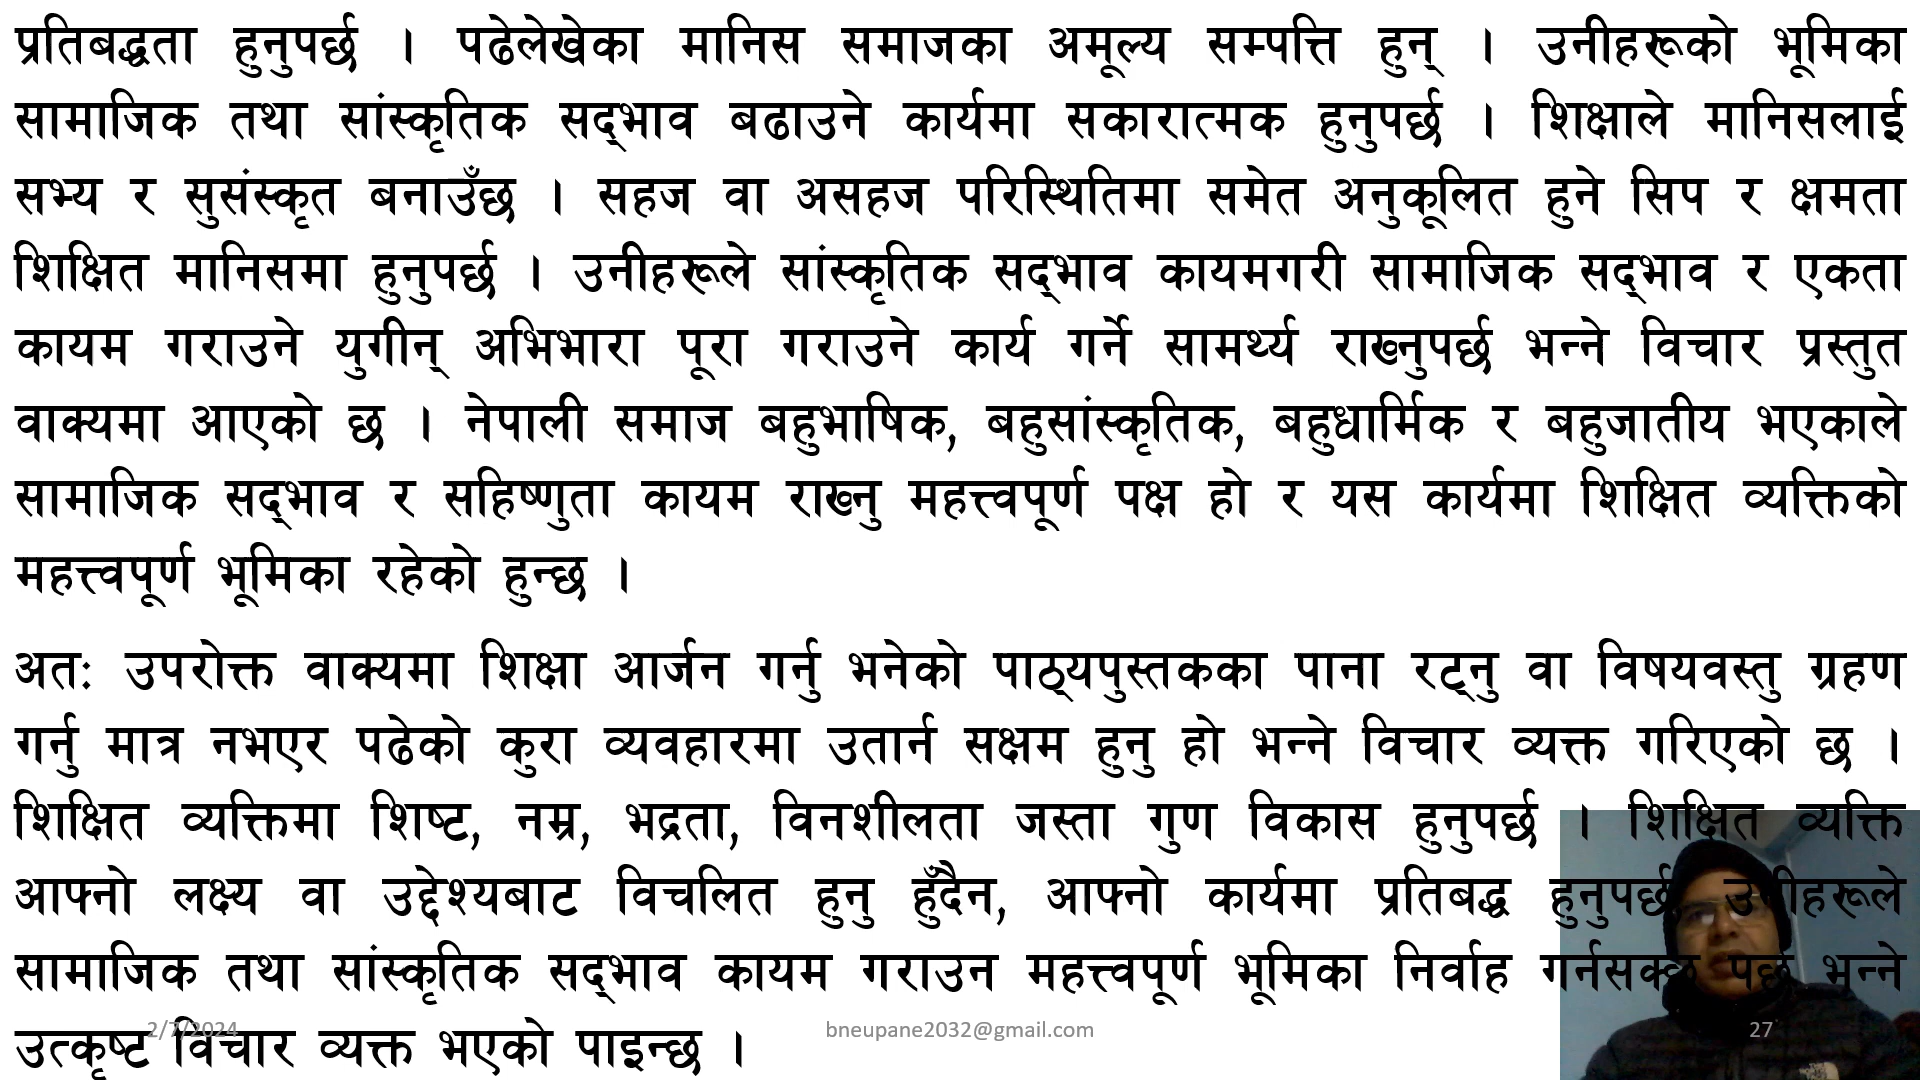 प्रतिबद्धता हुनुपर्छ । पढेलेखेका मानिस समाजका अमूल्य सम्पत्ति हुन् । उनीहरूको भूमिका
सामाजिक तथा सांस्कृतिक सद्‌भाव बढाउने कार्यमा सकारात्मक हुनुपर्छ । शिक्षाले मानिसलाई
सभ्य र सुसंस्कृत बनाउँछ । सहज वा असहज परिस्थितिमा समेत अनुकूलित हुने सिप र क्षमता
शिक्षित मानिसमा हुनुपर्छ । उनीहरूले सांस्कृतिक सद्‌भाव कायमगरी सामाजिक सद्‌भाव र एकता
कायम गराउने युगीन् अभिभारा पूरा गराउने कार्य गर्ने सामर्थ्य राख्नुपर्छ भन्ने विचार प्रस्तुत
वाक्यमा आएको छ । नेपाली समाज बहुभाषिक, बहुसांस्कृतिक, बहुधार्मिक र बहुजातीय भएकाले
सामाजिक सद्‌भाव र सहिष्णुता कायम राख्नु महत्त्वपूर्ण पक्ष हो र यस कार्यमा शिक्षित व्यक्तिको
महत्त्वपूर्ण भूमिका रहेको हुन्छ ।
अतः उपरोक्त वाक्यमा शिक्षा आर्जन गर्नु भनेको पाठ्यपुस्तकका पाना रट्नु वा विषयवस्तु ग्रहण
गर्नु मात्र नभएर पढेको कुरा व्यवहारमा उतार्न सक्षम हुनु हो भन्ने विचार व्यक्त गरिएको छ ।
शिक्षित व्यक्तिमा शिष्ट, नम्र, भद्रता, विनशीलता जस्ता गुण विकास हुनुपर्छ । शिक्षित व्यक्ति
आफ्नो लक्ष्य वा उद्देश्यबाट विचलित हुनु हुँदैन, आफ्नो कार्यमा प्रतिबद्ध हुनुपर्छ उनीहरूले
सामाजिक तथा सांस्कृतिक सद्‌भाव कायम गराउन महत्त्वपूर्ण भूमिका निर्वाह भन्ने
उत्कृष्ट विचार व्यक्त भएको पाइन्छ ।
2/7/2024 bneupane2032@gmail.com 27